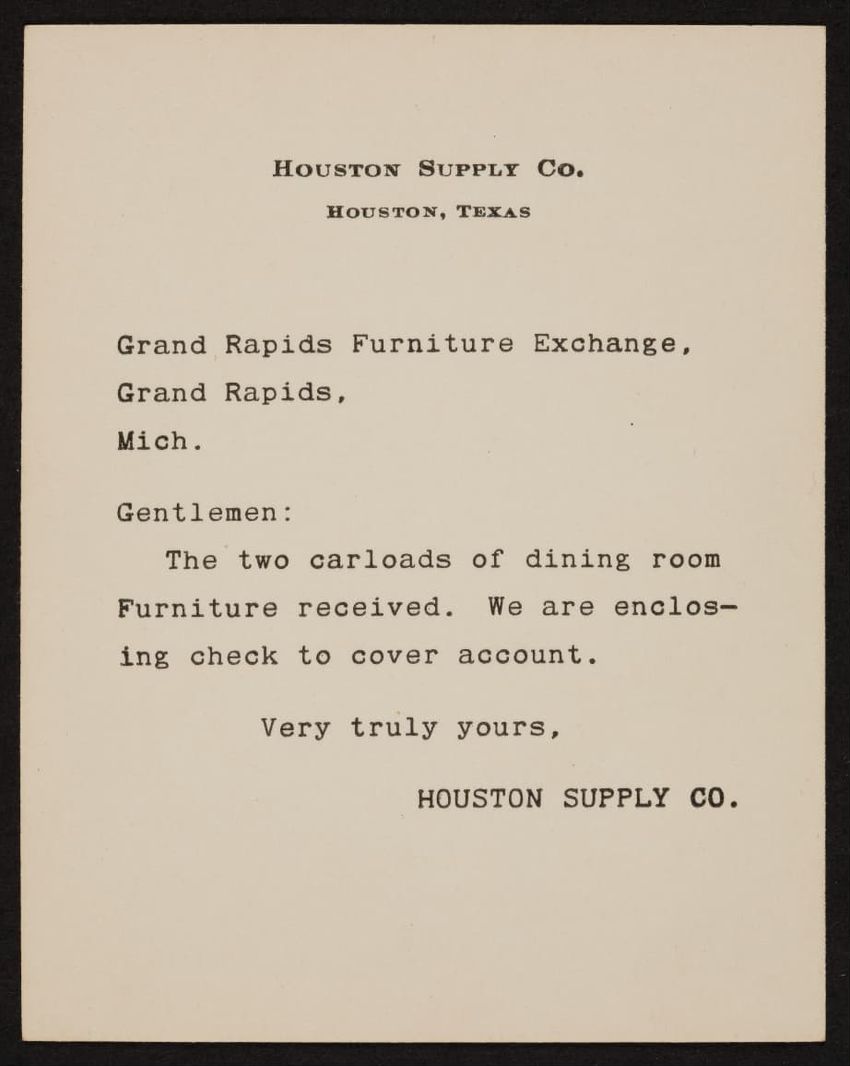 Houston Supply Co.
Houston, Texas
Grand Rapids Furniture Exchange,
Grand Rapids,
Mich.
Gentlemen:
The two carloads of dining room
Furniture received. We are enclos-
ing check to cover account.
Very truly yours,
HOUSTON SUPPLY CO.